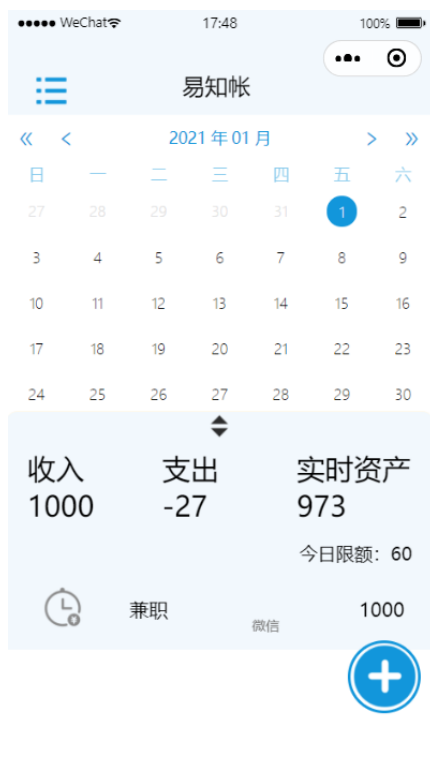 ●●●●● WeChat 17:48 100%
易知帐
« < 2021 年 01 月 > »
日 一 二 三 四 五 六
27 28 29 30 31 1 2
3 4 5 6 7 8 9
10 11 12 13 14 15 16
17 18 19 20 21 22 23
24 25 26 27 28 29 30
收入 支出 实时资产
1000 -27 973
今日限额：60
兼职 微信 1000